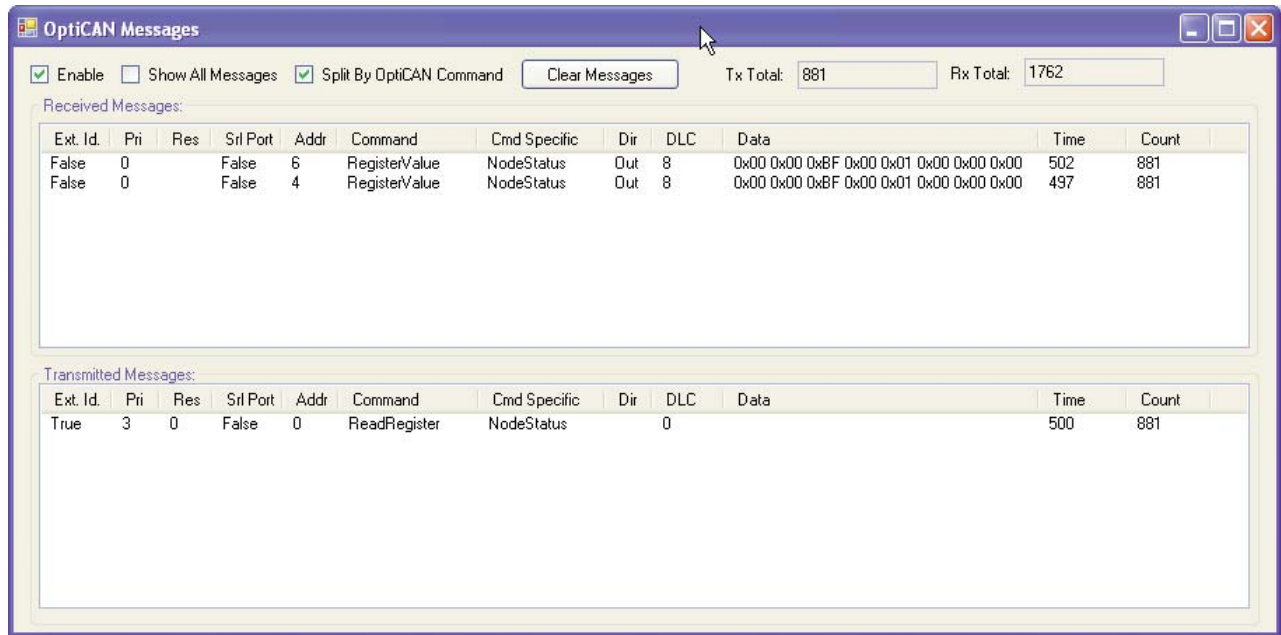 OptiCAN Messages
Enable Show All Messages Split By OptiCAN Command Clear Messages Tx Total: 881 Rx Total: 1762
Received Messages:
Ext. Id. Pri Res Srl Port Addr Command Cmd Specific Dir DLC Data Time Count
False 0 False 6 RegisterValue NodeStatus Out 8 0x00 0x00 0xBF 0x00 0x01 0x00 0x00 0x00 502 881
False 0 False 4 RegisterValue NodeStatus Out 8 0x00 0x00 0xBF 0x00 0x01 0x00 0x00 0x00 497 881
Transmitted Messages:
Ext. Id. Pri Res Srl Port Addr Command Cmd Specific Dir DLC Data Time Count
True 3 0 False 0 ReadRegister NodeStatus 0 500 881